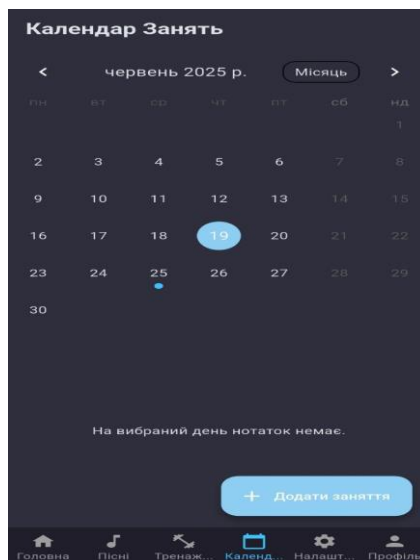 Календар Занять
< червень 2025 р. Місяць >
пн вт ср чт пт сб нд
1
2 3 4 5 6 7 8
9 10 11 12 13 14 15
16 17 18 19 20 21 22
23 24 25 26 27 28 29
30
На вибраний день нотаток немає.
+ Додати заняття
Головна Пісні Тренаж... Календ... Налашт... Профіль